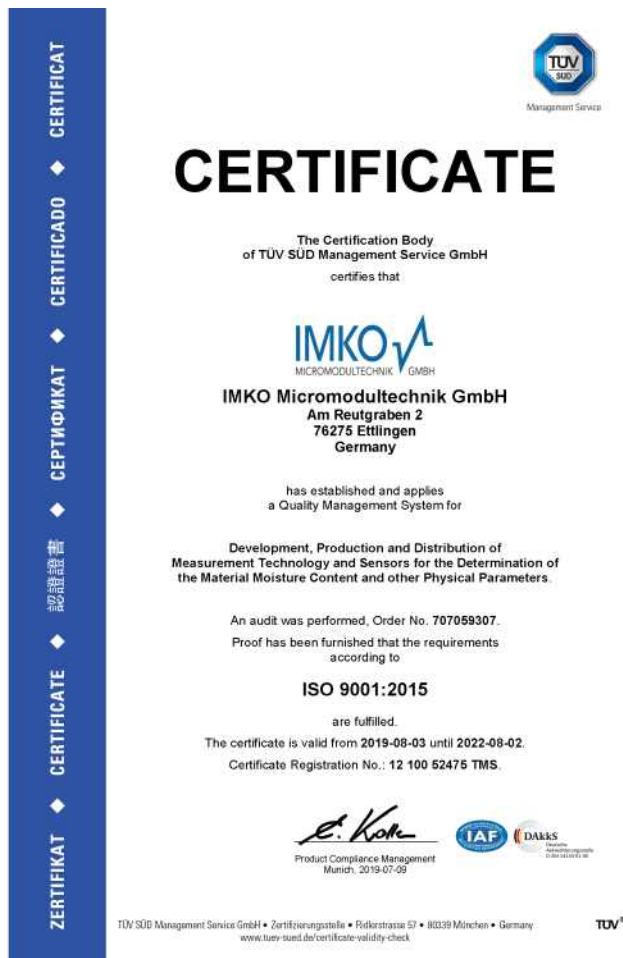 ZERTIFIKAT ◆ CERTIFICATE ◆ 認證證書 ◆ СЕРТИФИКАТ ◆ CERTIFICADO ◆ CERTIFICAT
TÜV
SÜD
Management Service
CERTIFICATE
The Certification Body
of TÜV SÜD Management Service GmbH
certifies that
IMKO
MICROMODULTECHNIK GMBH
IMKO Micromodultechnik GmbH
Am Reutgraben 2
76275 Ettlingen
Germany
has established and applies
a Quality Management System for
Development, Production and Distribution of
Measurement Technology and Sensors for the Determination of
the Material Moisture Content and other Physical Parameters.
An audit was performed, Order No. 707059307.
Proof has been furnished that the requirements
according to
ISO 9001:2015
are fulfilled.
The certificate is valid from 2019-08-03 until 2022-08-02.
Certificate Registration No.: 12 100 52475 TMS.
Product Compliance Management
Munich, 2019-07-09
IAF
DAkkS
Deutsche
Akkreditierungsstelle
TÜV SÜD Management Service GmbH • Zertifizierungsstelle • Ridlerstrasse 57 • 80339 München • Germany
www.tuev-sued.de/certificate-validity-check
TÜV®